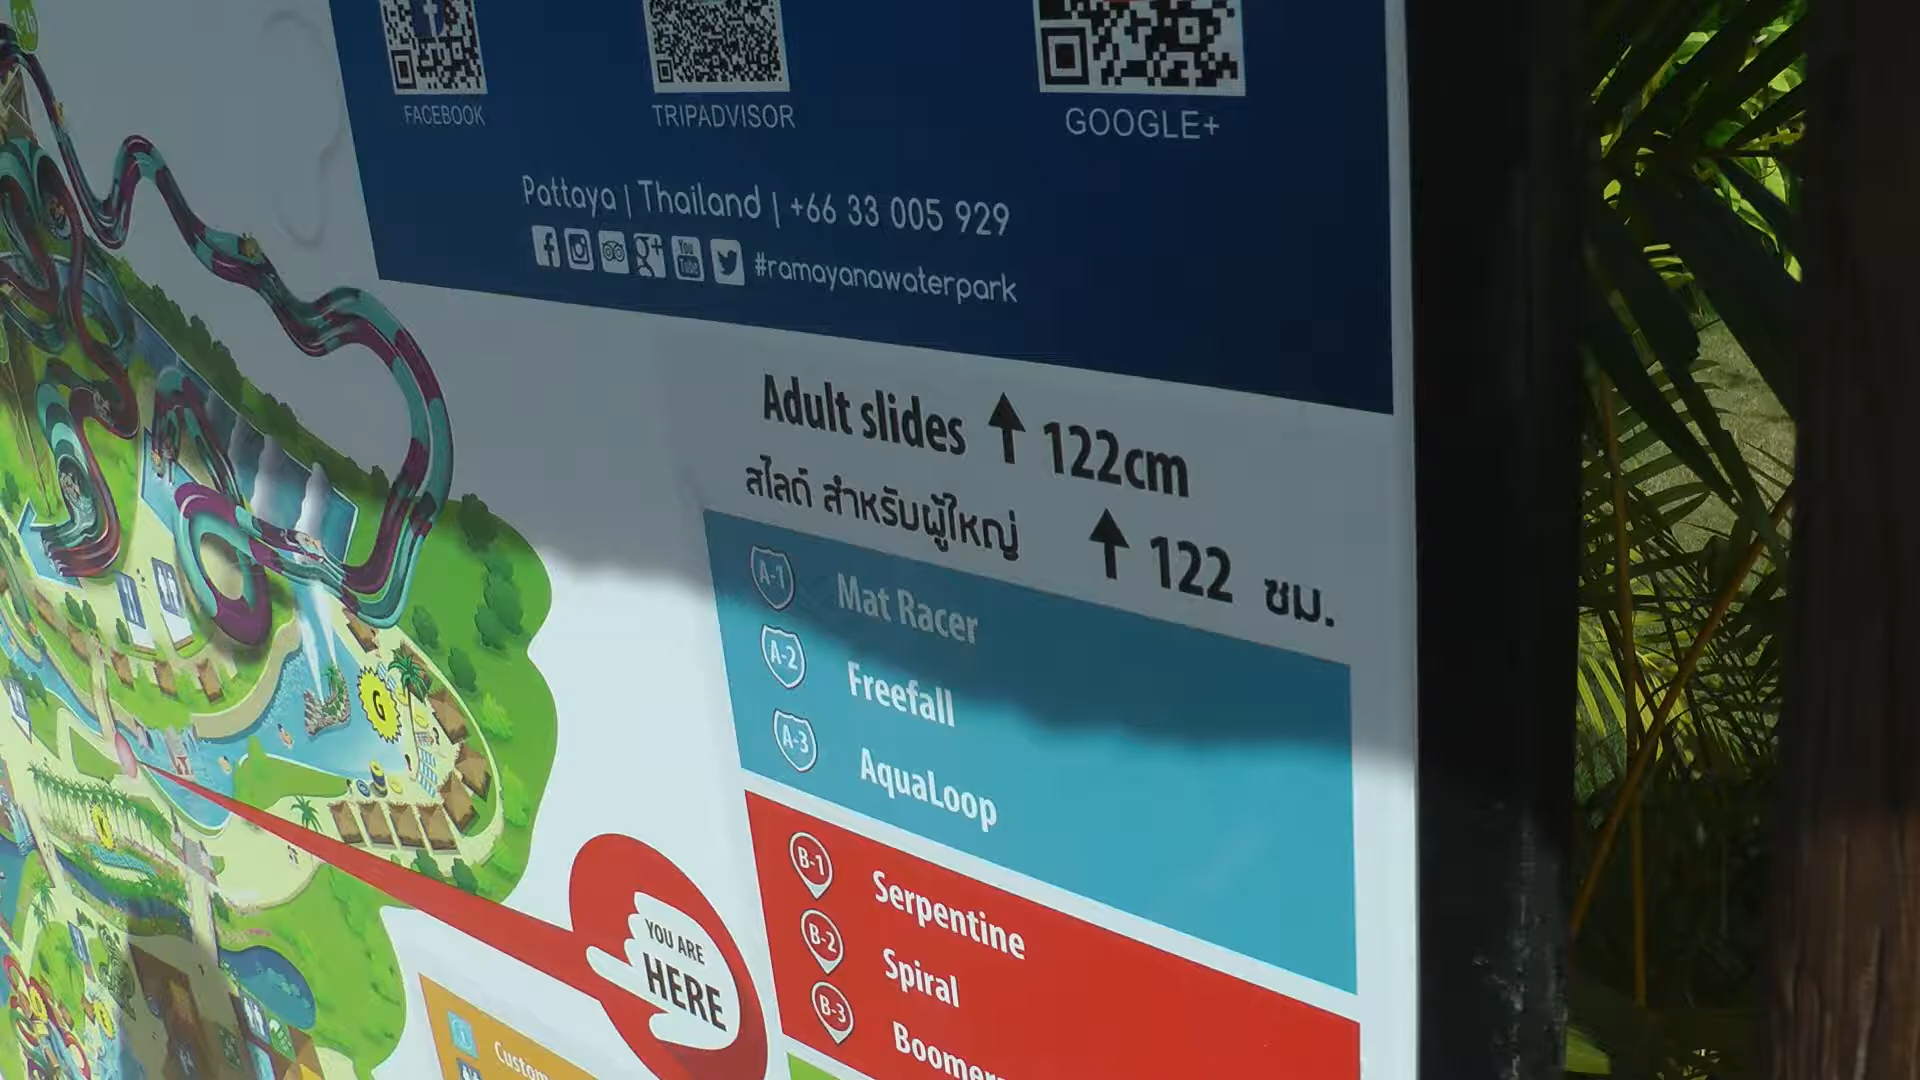 FACEBOOK
TRIPADVISOR
GOOGLE+
Pattaya | Thailand | +66 33 005 929
#ramayanawaterpark
Adult slides ↑ 122cm
สไลด์ สำหรับผู้ใหญ่ ↑ 122 ซม.
A-1 Mat Racer
A-2 Freefall
A-3 AquaLoop
B-1 Serpentine
B-2 Spiral
B-3
G
YOU ARE
HERE